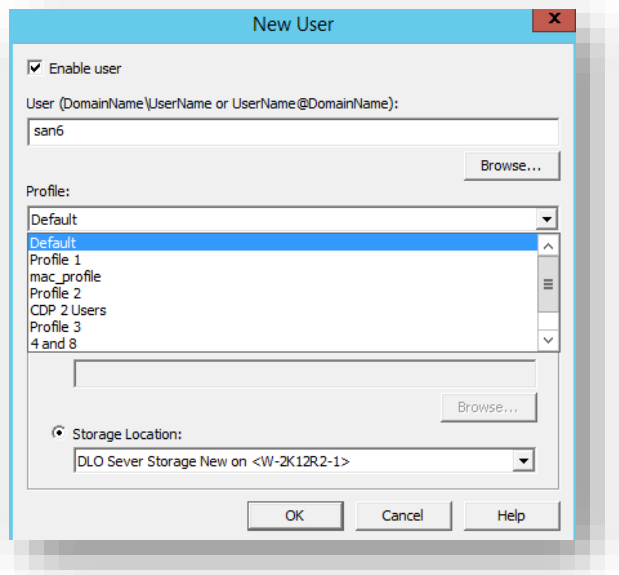 New User
x
Enable user
User (DomainName\UserName or UserName@DomainName):
san6
Browse...
Profile:
Default
Default
Profile 1
mac_profile
Profile 2
CDP 2 Users
Profile 3
4 and 8
Browse...
Storage Location:
DLO Sever Storage New on <W-2K12R2-1>
OK Cancel Help